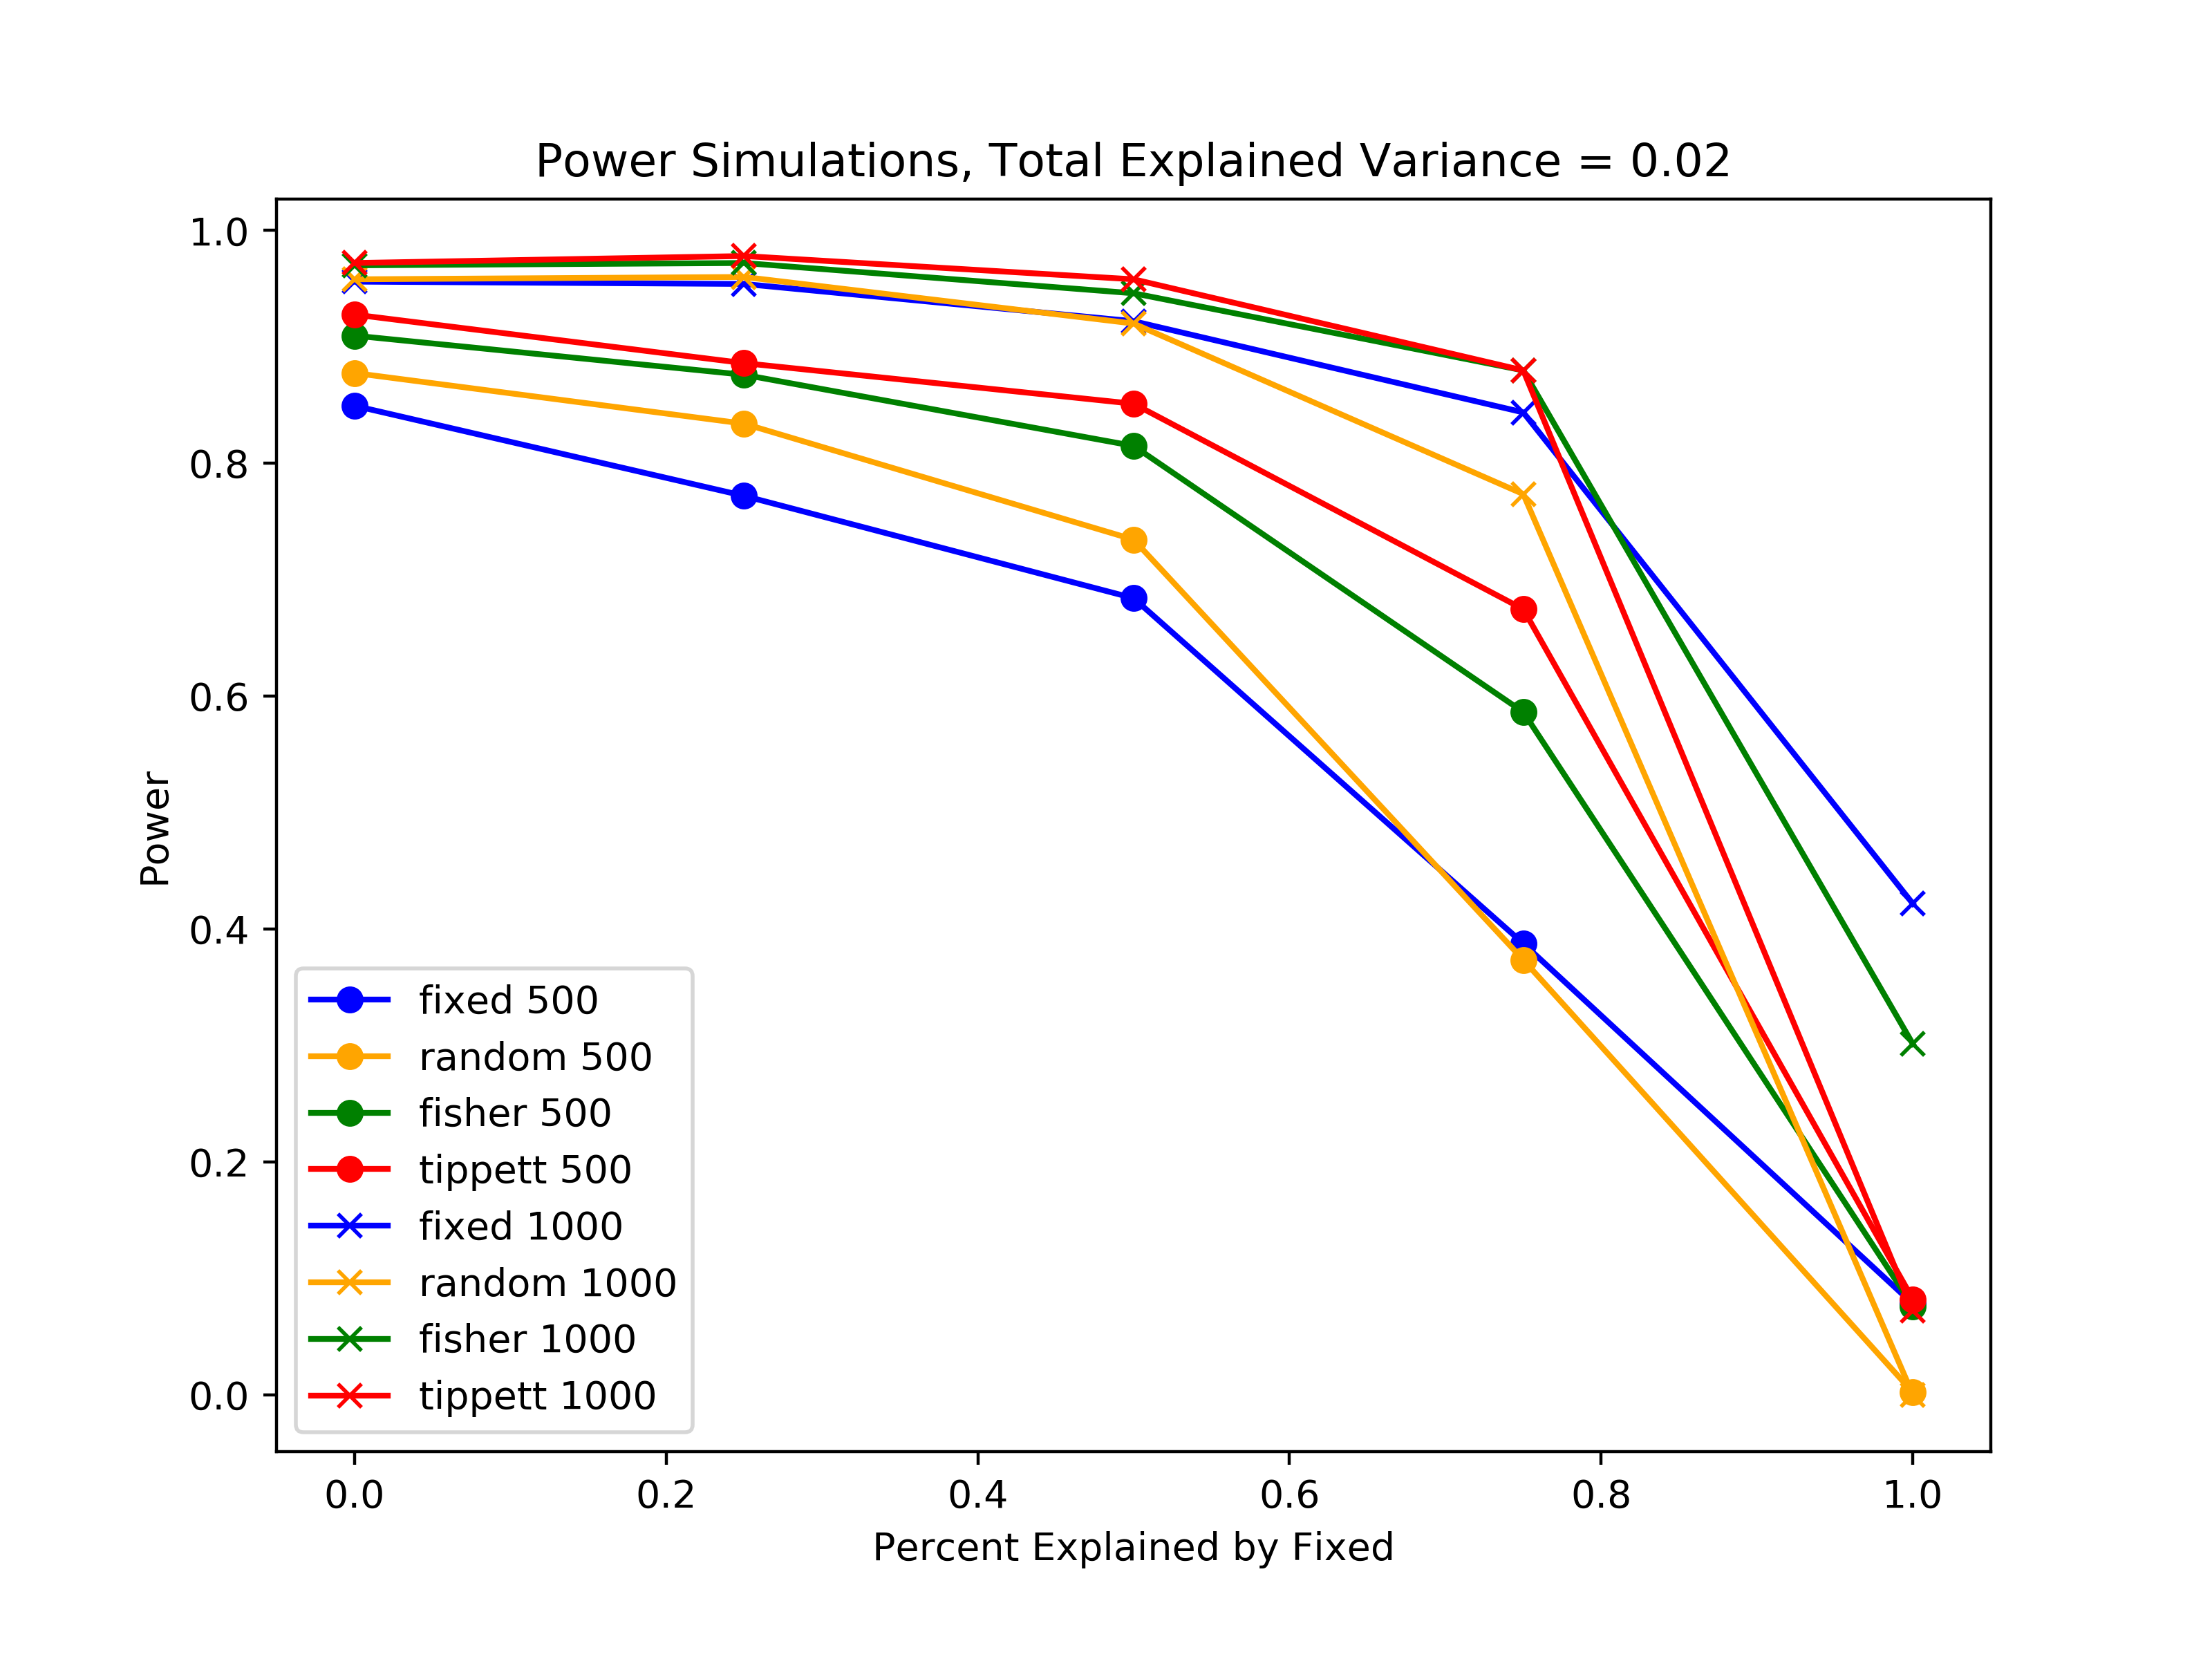 Power Simulations, Total Explained Variance = 0.02
1.0
0.8
0.6
0.4
0.2
0.0
Power
fixed 500
random 500
fisher 500
tippett 500
fixed 1000
random 1000
fisher 1000
tippett 1000
0.0 0.2 0.4 0.6 0.8 1.0
Percent Explained by Fixed